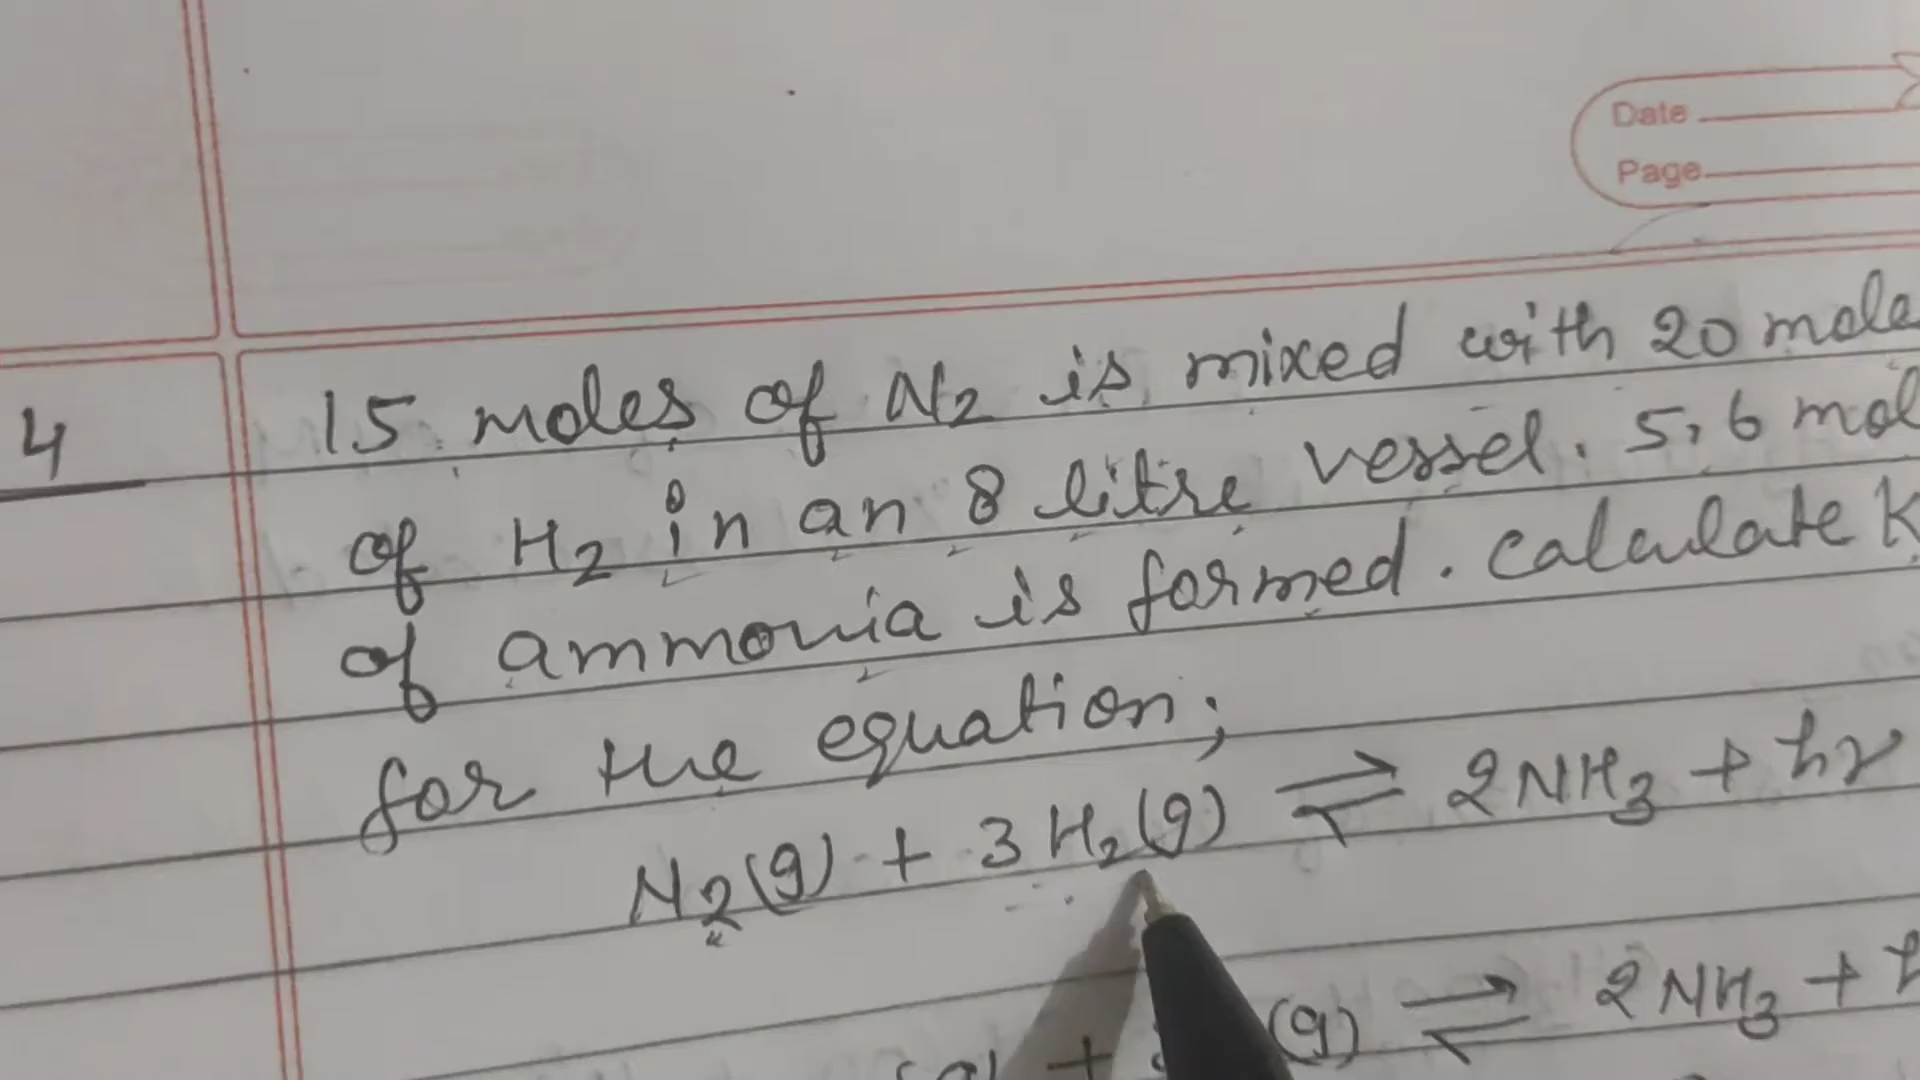 Date
Page
4
15 moles of N2 is mixed with 20 mole
of H2 in an 8 litre vessel. 5.6 mol
of ammonia is formed. Calculate K
for the equation;
N2(g) + 3H2(g) ⇌ 2NH3 + hν
(g) ⇌ 2NH3 +